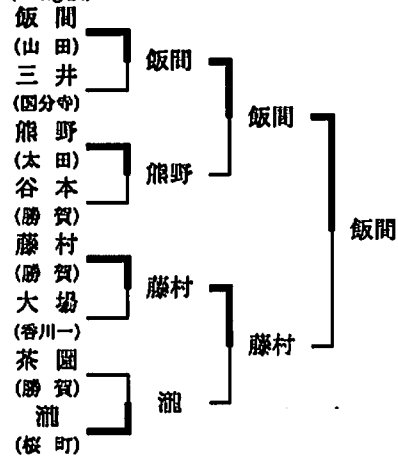 飯間
(山田)
三井
(国分寺)
熊野
(太田)
谷本
(勝賀)
藤村
(勝賀)
大場
(香川一)
茶園
(勝賀)
瀧
(桜町)
飯間
熊野
藤村
瀧
飯間
藤村
飯間